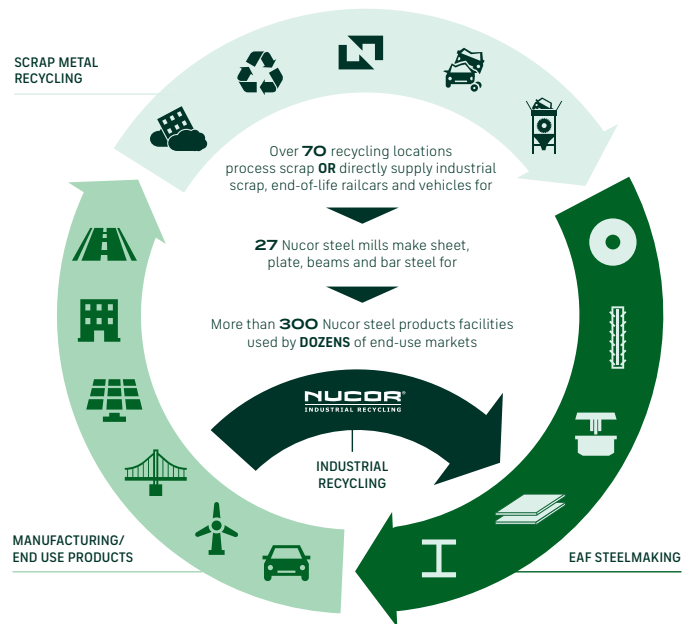 SCRAP METAL
RECYCLING
Over 70 recycling locations
process scrap OR directly supply industrial
scrap, end-of-life railcars and vehicles for
27 Nucor steel mills make sheet,
plate, beams and bar steel for
More than 300 Nucor steel products facilities
used by DOZENS of end-use markets
NUCOR®
INDUSTRIAL RECYCLING
INDUSTRIAL
RECYCLING
MANUFACTURING/
END USE PRODUCTS
EAF STEELMAKING